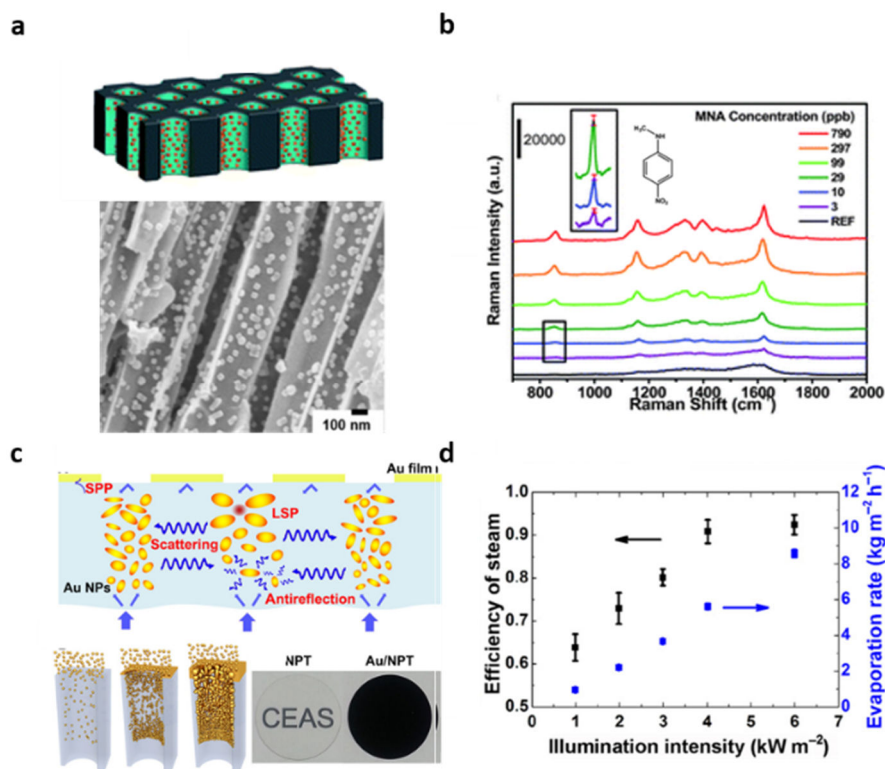 a
100 nm
b
MNA Concentration (ppb)
790
297
99
29
10
3
REF
20000
H₃C
NH
NO₂
Raman Intensity (a.u.)
800 1000 1200 1400 1600 1800 2000
Raman Shift (cm⁻¹)
c
Au film
SPP
LSP
Scattering
Au NPs
Antireflection
NPT Au/NPT
CEAS
d
Efficiency of steam
1.0
0.9
0.8
0.7
0.6
0.5
12
10
8
6
4
2
0
Evaporation rate (kg m⁻² h⁻¹)
0 1 2 3 4 5 6 7
Illumination intensity (kW m⁻²)